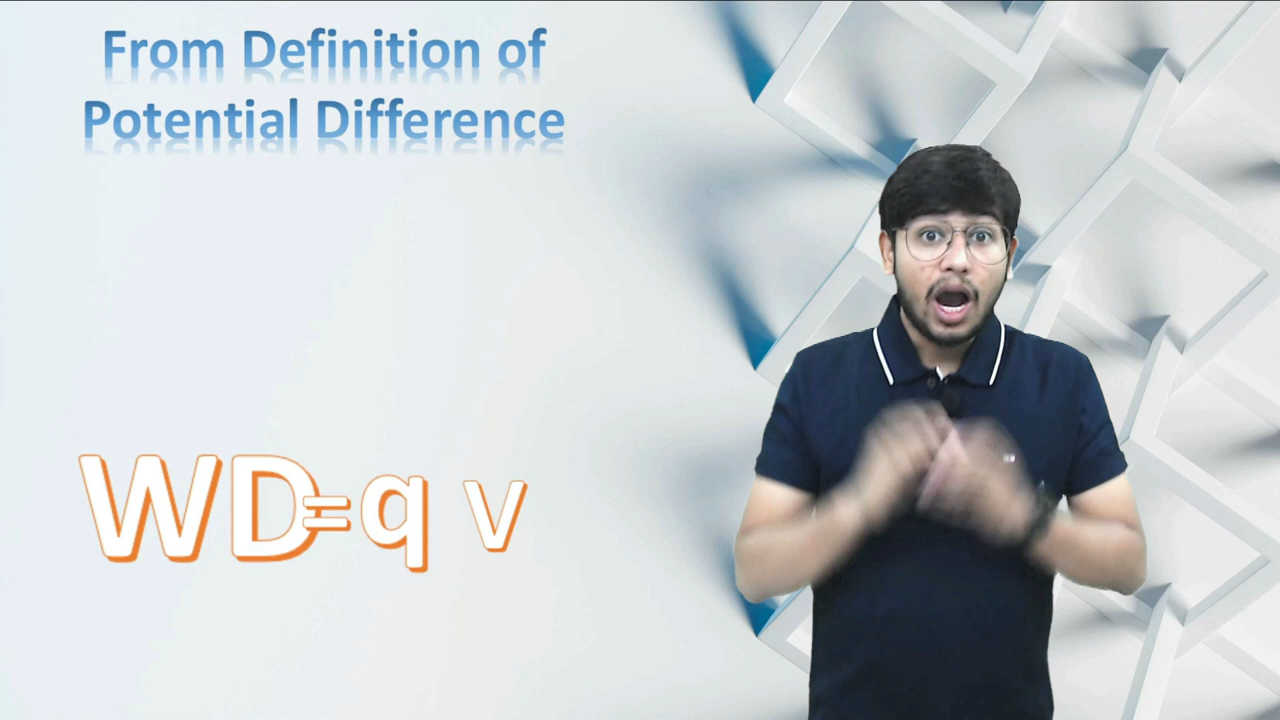 From Definition of
Potential Difference
WD=q v